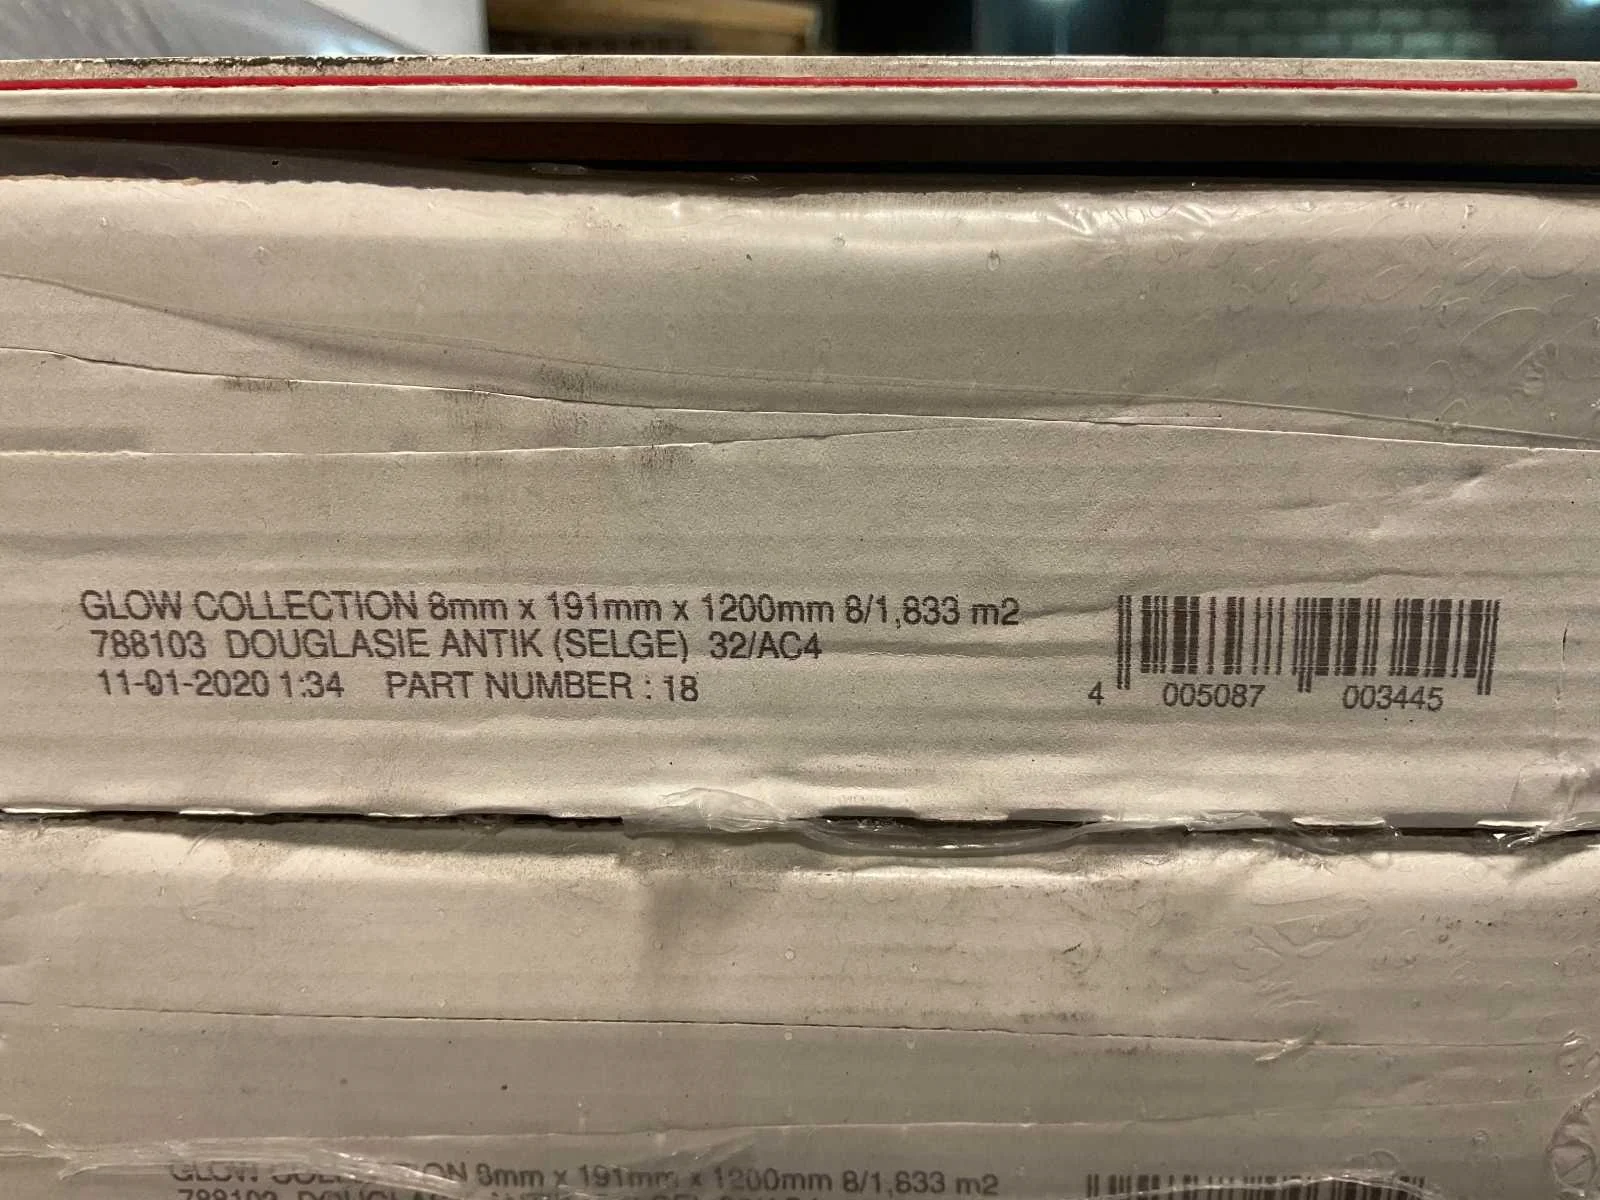 GLOW COLLECTION 8mm x 191mm x 1200mm 8/1,833 m2
788103 DOUGLASIE ANTIK (SELGE) 32/AC4
11-01-2020 1:34 PART NUMBER : 18
4 005087 003445
GLOW 8mm x 191mm x 1200mm 8/1,833 m2